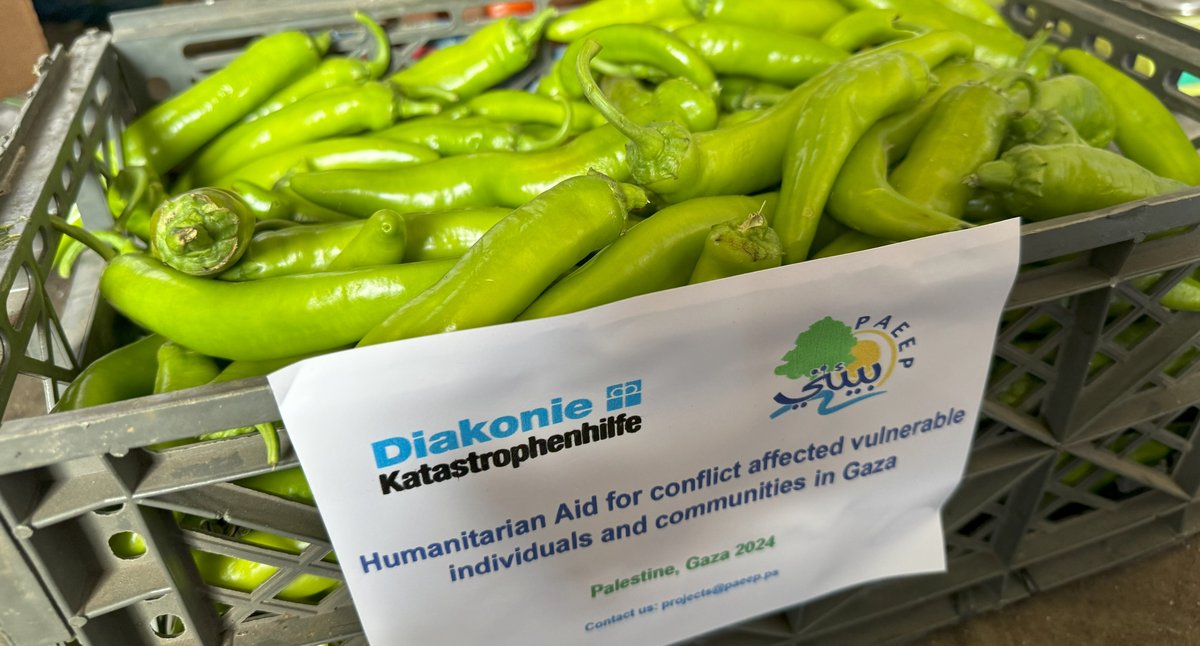 Diakonie
Katastrophenhilfe
PAEEP
بيئتي
Humanitarian Aid for conflict affected vulnerable
individuals and communities in Gaza
Palestine, Gaza 2024
Contact us: projects@paeep.ps